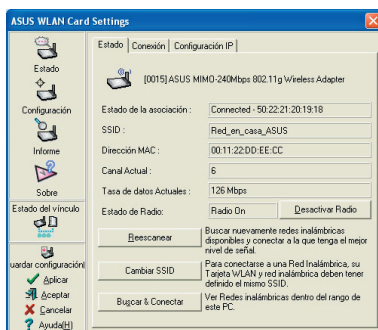 ASUS WLAN Card Settings
Estado
Configuración
Informe
Sobre
Estado del vínculo
uardar configuración
Aplicar
Aceptar
Cancelar
Ayuda(H)
Estado Conexión Configuración IP
[0015] ASUS MIMO-240Mbps 802.11g Wireless Adapter
Estado de la asociación : Connected - 50:22:21:20:19:18
SSID : Red_en_casa_ASUS
Dirección MAC : 00:11:22:DD:EE:CC
Canal Actual : 6
Tasa de datos Actuales : 126 Mbps
Estado de Radio: Radio On Desactivar Radio
Reescanear
Buscar nuevamente redes inalámbricas
disponibles y conectar a la que tenga el mejor
nivel de señal.
Cambiar SSID
Para conectarse a una Red Inalámbrica, su
Tarjeta WLAN y red inalámbrica deben tener
definido el mismo SSID.
Buscar & Conectar
Ver Redes inalámbricas dentro del rango de
este PC.